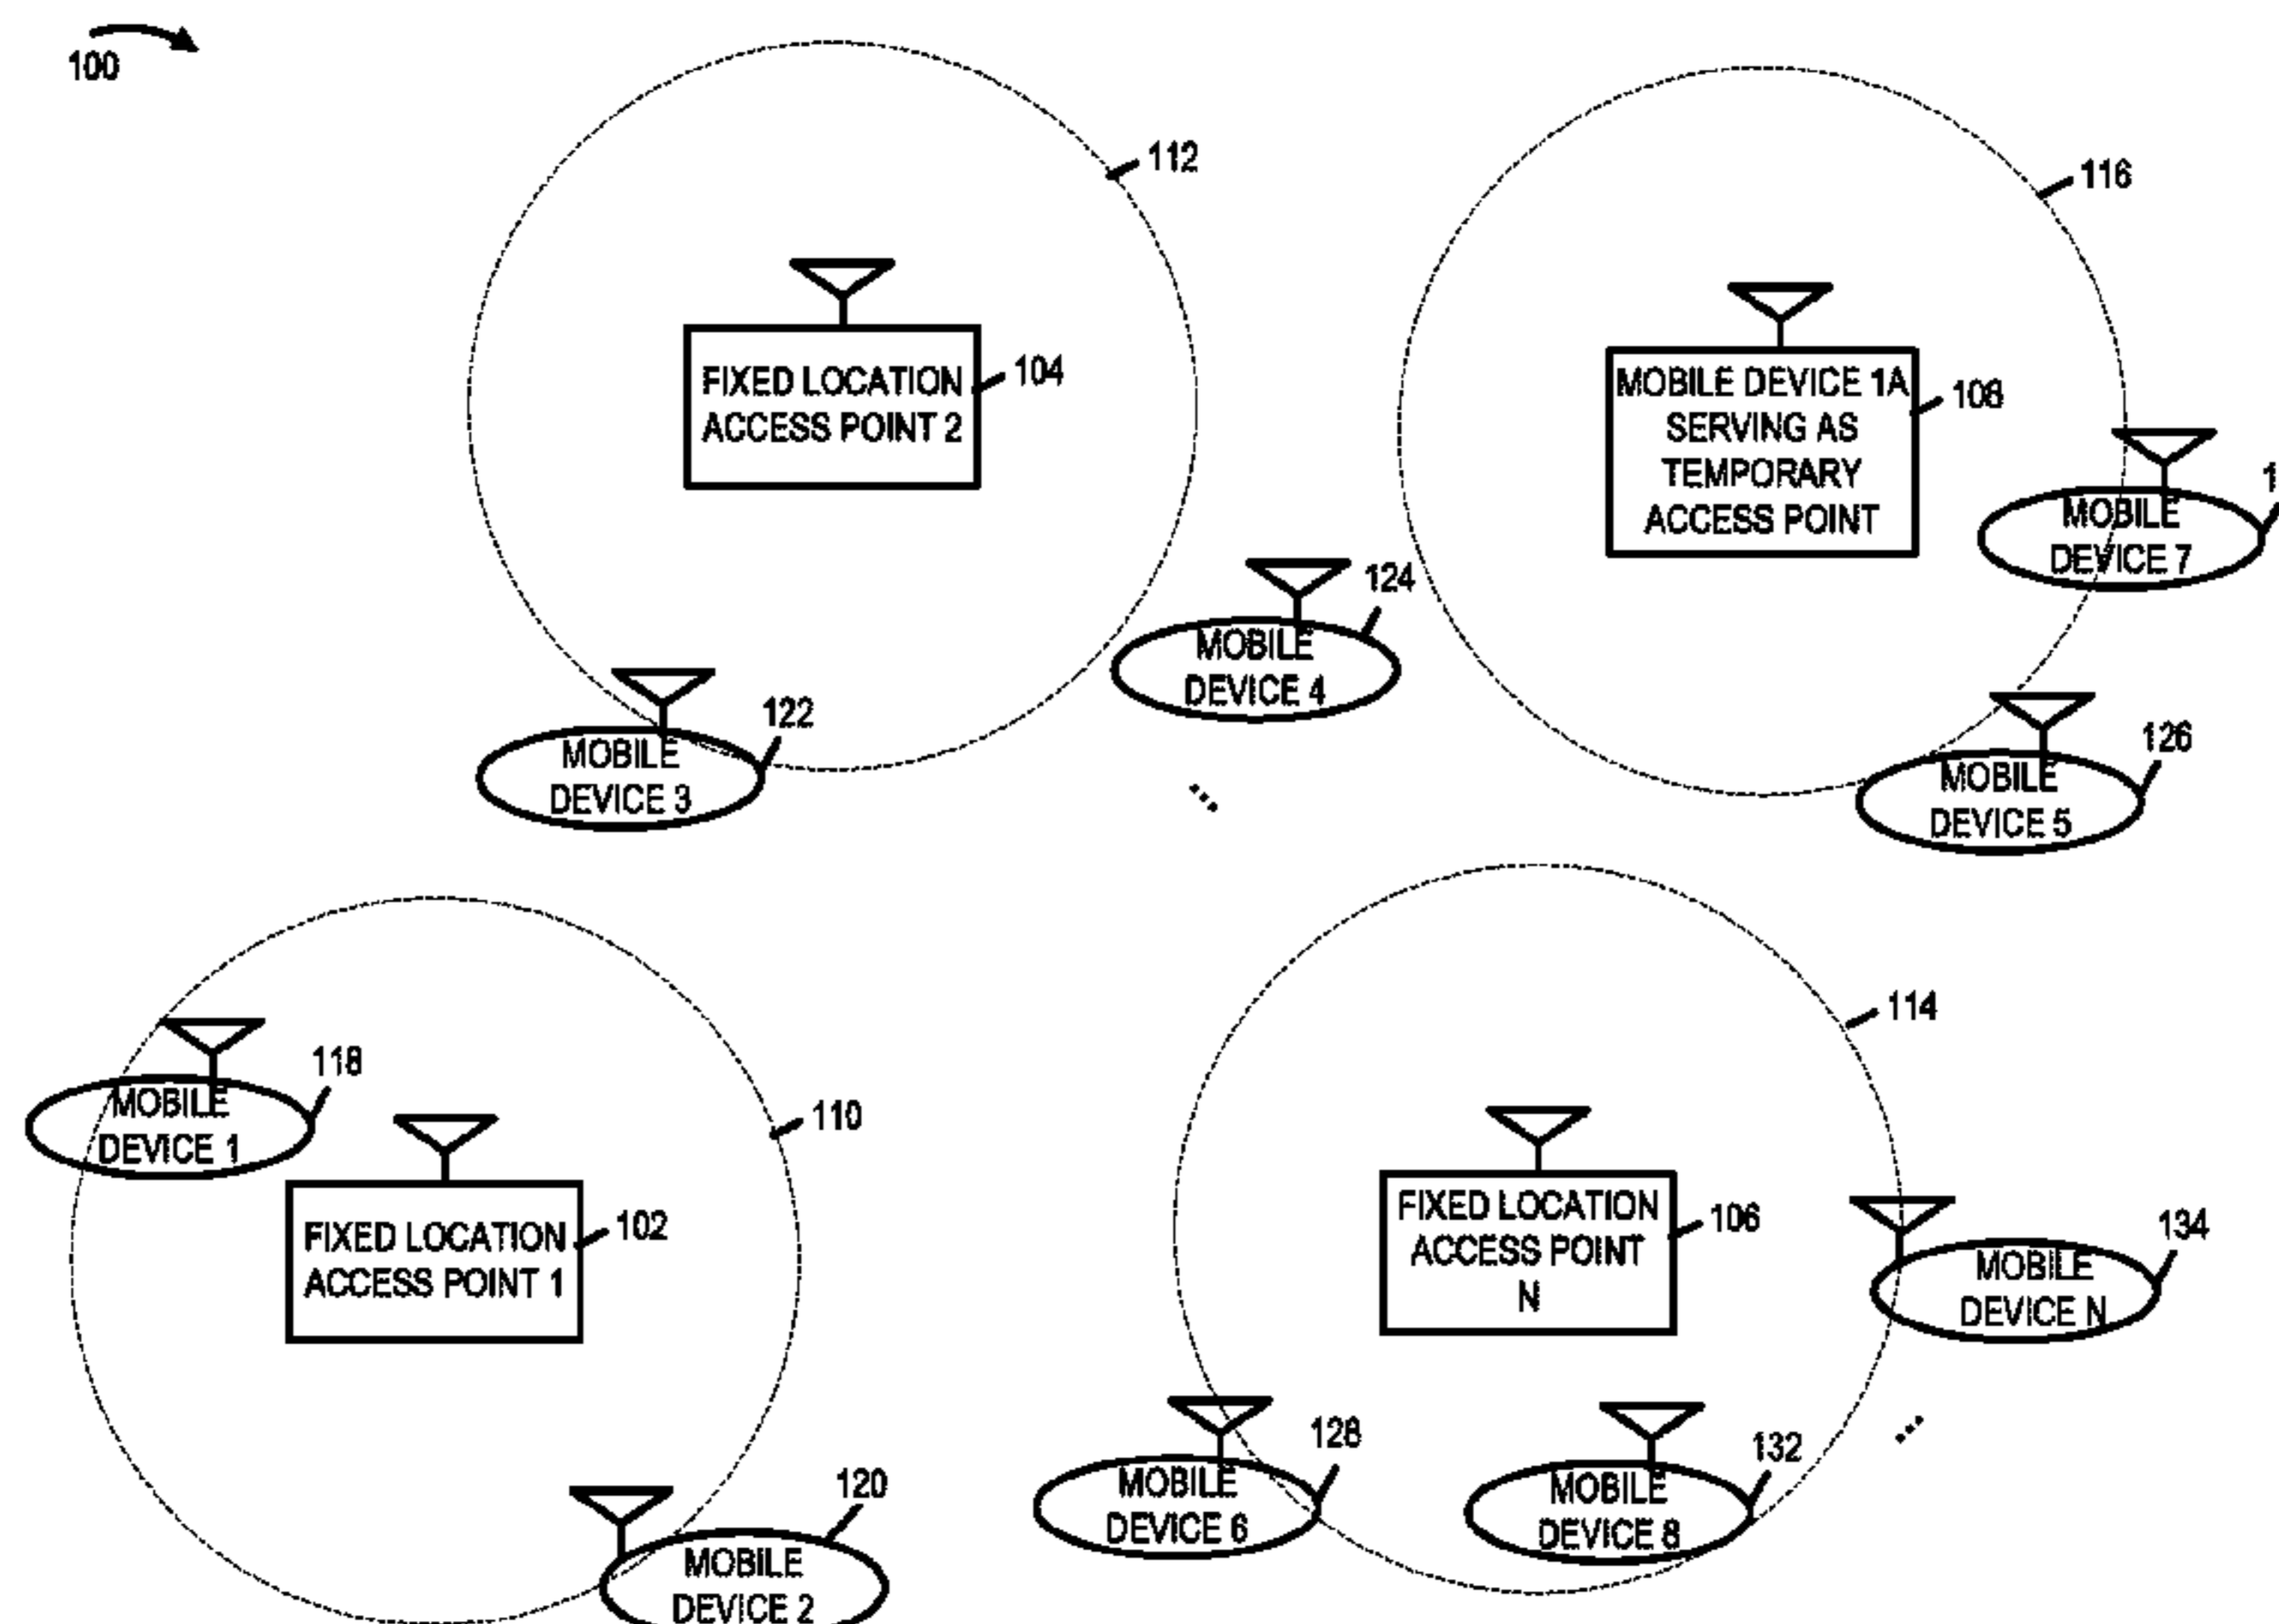 100
112
116
FIXED LOCATION
ACCESS POINT 2
104
MOBILE DEVICE 1A
SERVING AS
TEMPORARY
ACCESS POINT
108
MOBILE
DEVICE 7
MOBILE
DEVICE 4
124
MOBILE
DEVICE 3
122
...
MOBILE
DEVICE 5
126
MOBILE
DEVICE 1
118
110
114
FIXED LOCATION
ACCESS POINT 1
102
FIXED LOCATION
ACCESS POINT
N
106
MOBILE
DEVICE N
134
MOBILE
DEVICE 6
128
MOBILE
DEVICE 8
132
...
MOBILE
DEVICE 2
120